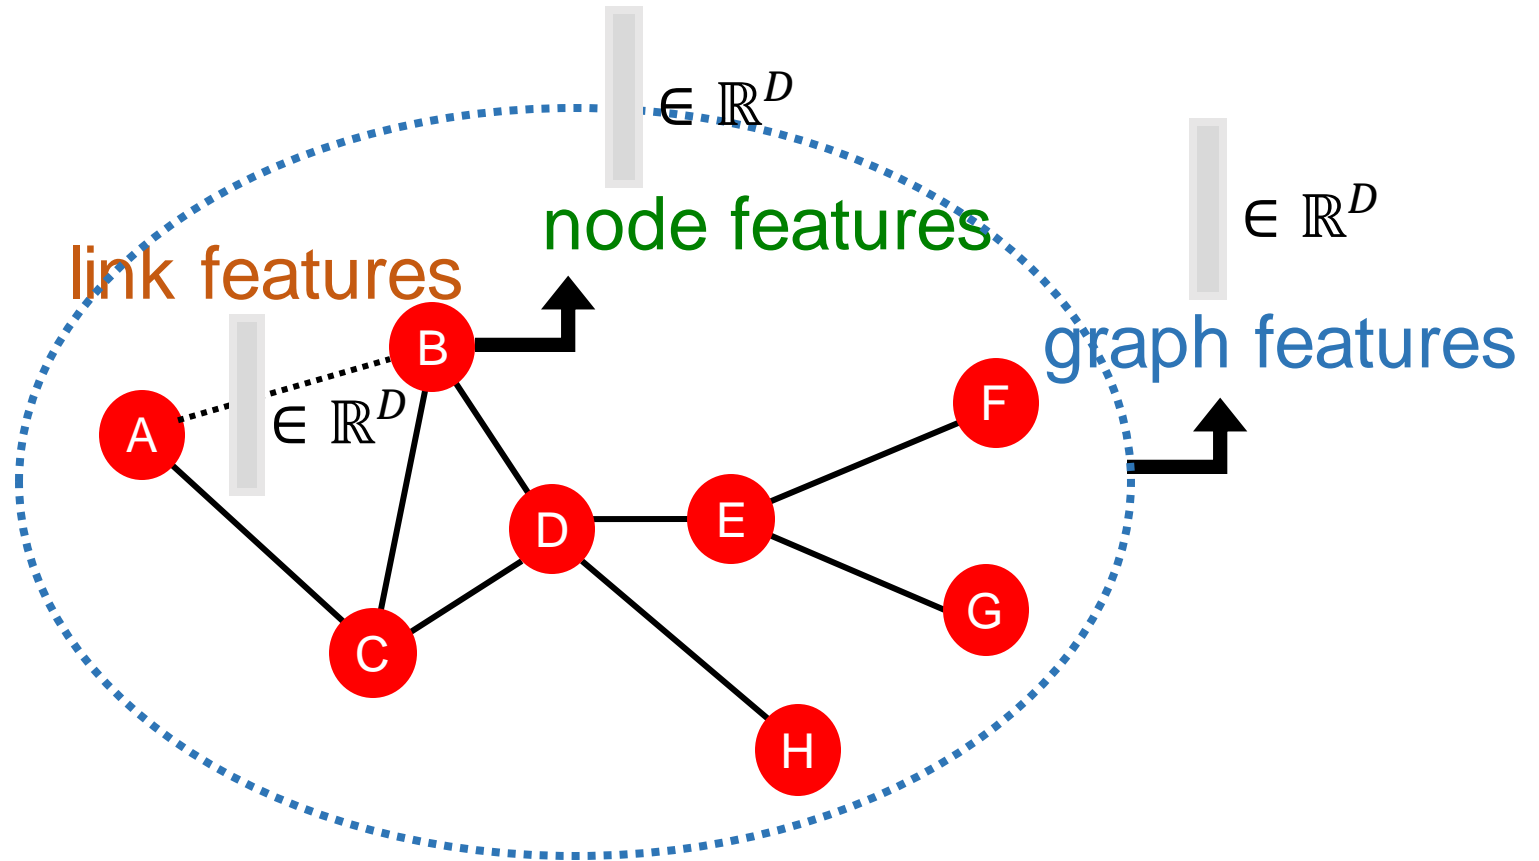 ∈ ℝ^D
node features
∈ ℝ^D
link features
graph features
B
∈ ℝ^D
F
A
E
D
G
C
H